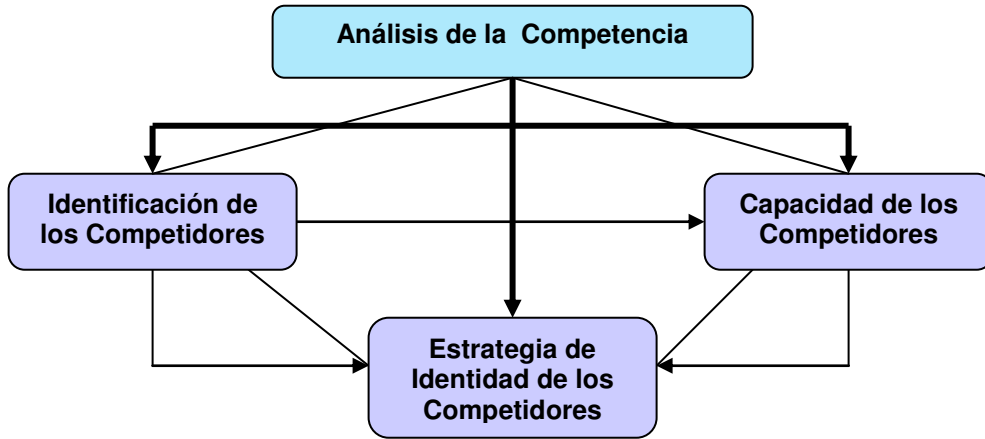 Análisis de la Competencia
Identificación de
los Competidores
Capacidad de los
Competidores
Estrategia de
Identidad de los
Competidores